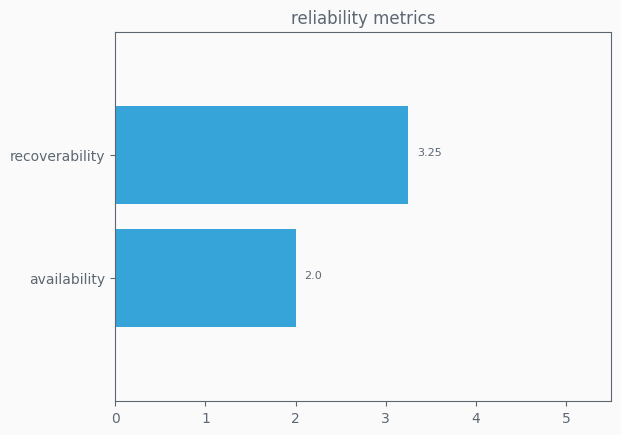 reliability metrics
recoverability
3.25
availability
2.0
0 1 2 3 4 5